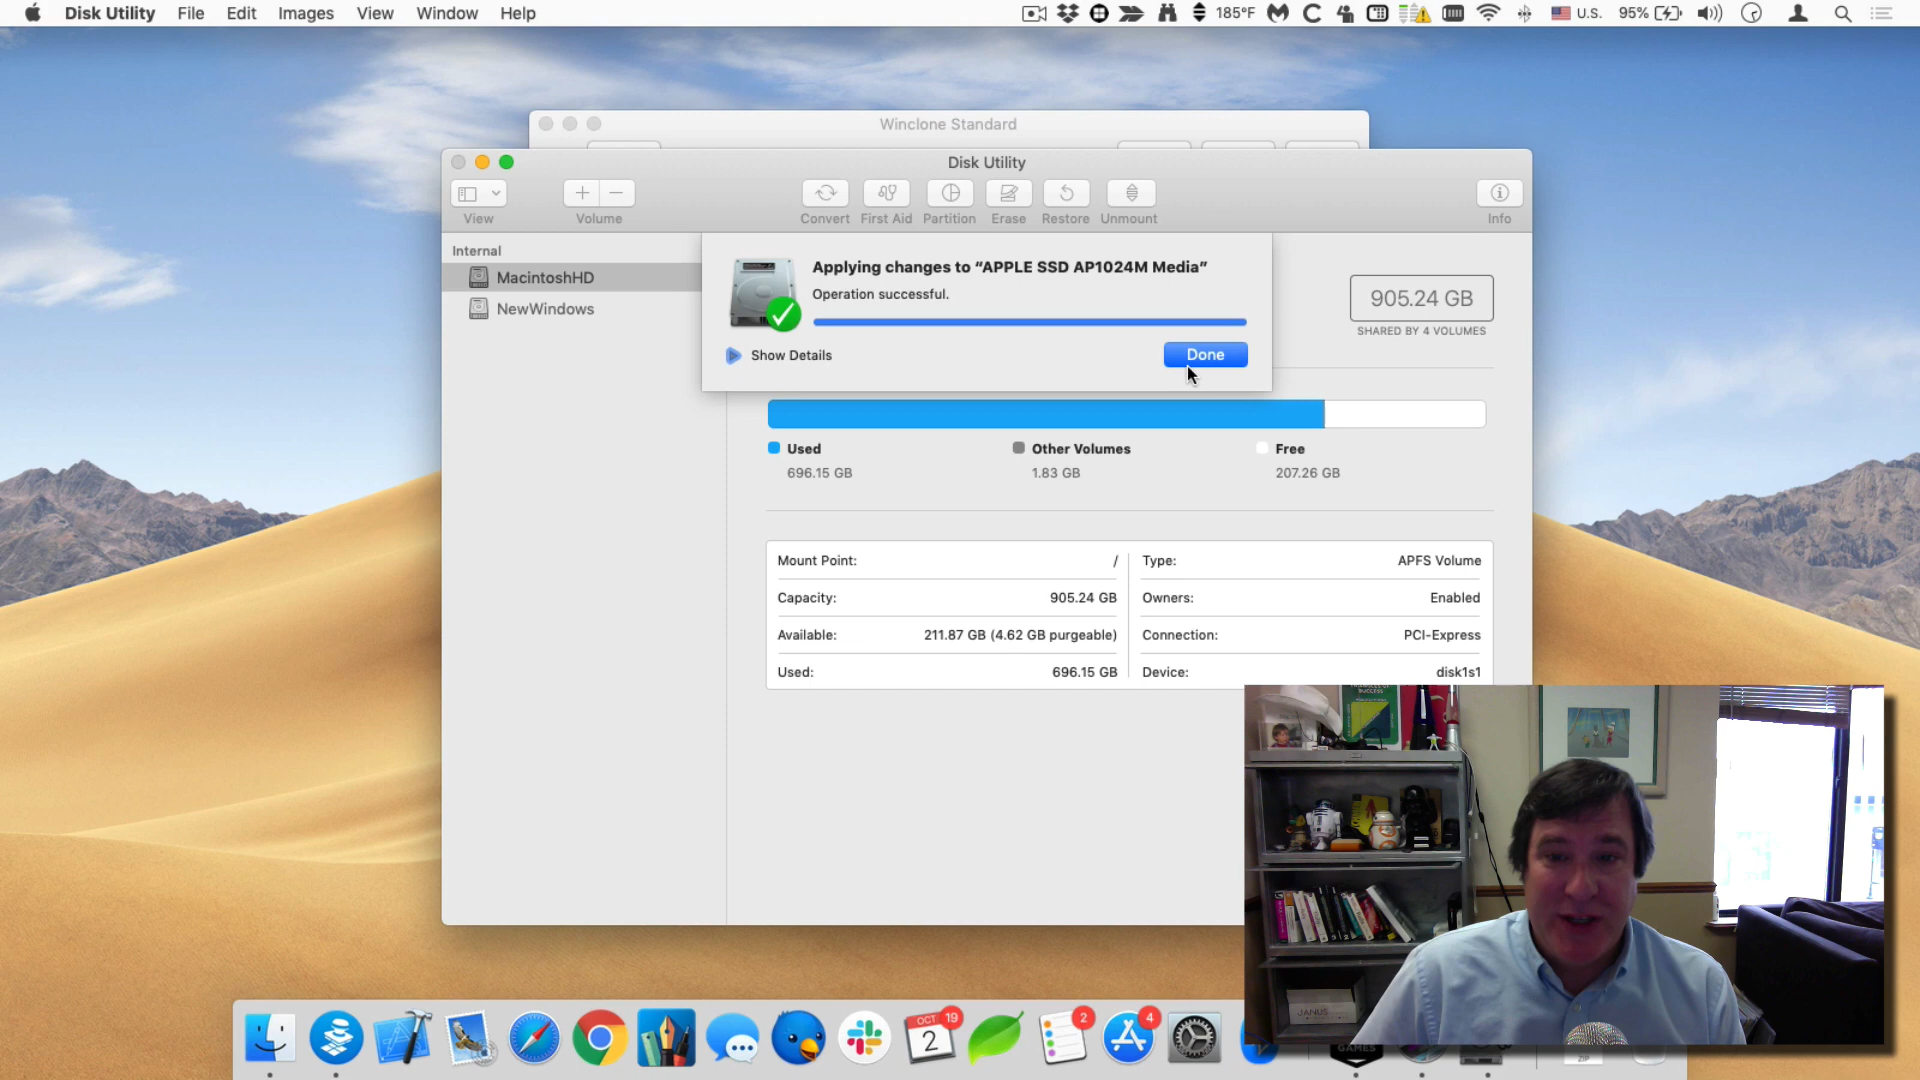 Disk Utility File Edit Images View Window Help 185°F U.S. 95%
Winclone Standard
Disk Utility
View Volume Convert First Aid Partition Erase Restore Unmount Info
Internal
MacintoshHD
NewWindows
Applying changes to “APPLE SSD AP1024M Media”
Operation successful.
Show Details Done
905.24 GB
SHARED BY 4 VOLUMES
Used Other Volumes Free
696.15 GB 1.83 GB 207.26 GB
Mount Point: / Type: APFS Volume
Capacity: 905.24 GB Owners: Enabled
Available: 211.87 GB (4.62 GB purgeable) Connection: PCI-Express
Used: 696.15 GB Device: disk1s1
SUCCESS
JANUS
OCT 19 2 2 4
GAMES
ZIP